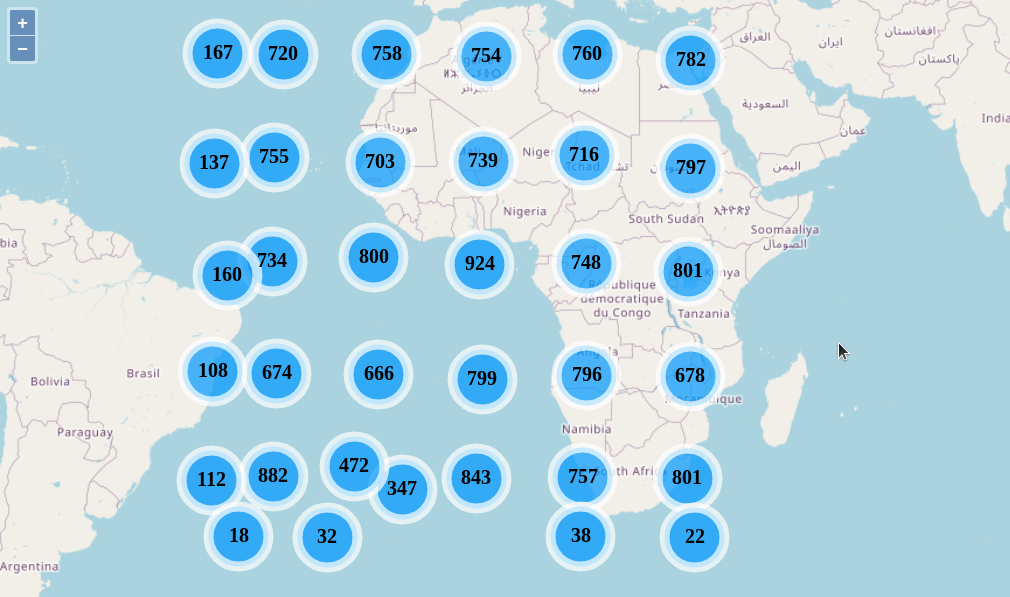 +
−
167
720
758
754
760
782
العراق
ایران
افغانستان
پاکستان
الجزائر
ليبيا
137
755
703
739
716
797
موريتانيا
Niger
Tchad تشاد
السعودية
عمان
اليمن
India
Nigeria
South Sudan
Soomaaliya
الصومال
160
734
800
924
748
801
Kenya
République
démocratique
du Congo
Tanzania
108
674
666
799
796
678
Bolivia
Brasil
Angola
Moçambique
Paraguay
Namibia
112
882
472
347
843
757
801
South Africa
18
32
38
22
Argentina